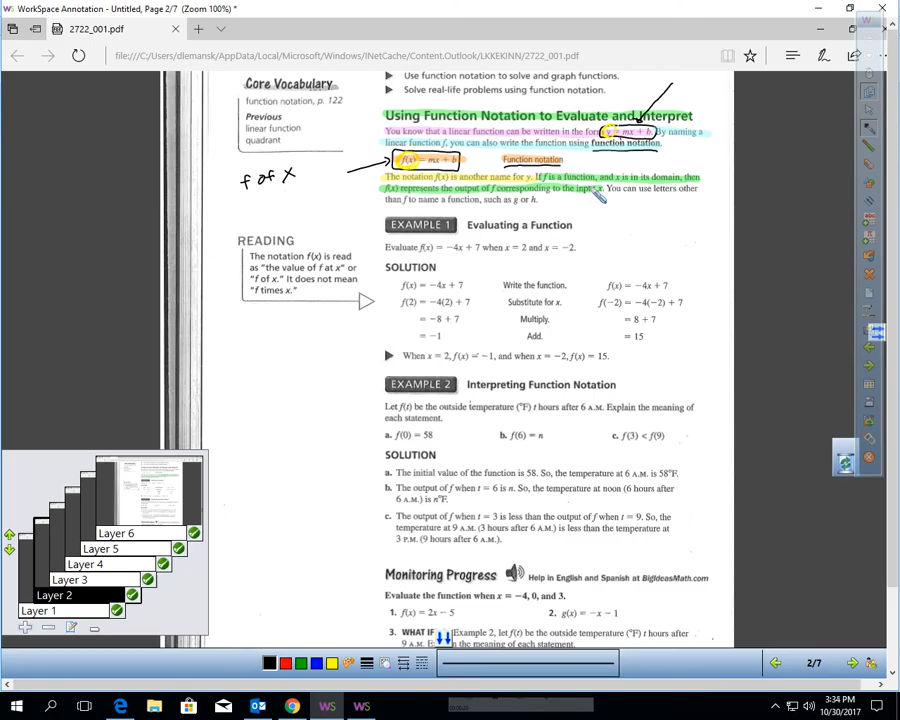 WorkSpace Annotation - Untitled, Page 2/7 (Zoom 100%) *
2722_001.pdf
file:///C:/Users/dlemansk/AppData/Local/Microsoft/Windows/INetCache/Content.Outlook/LKKEKINN/2722_001.pdf
Core Vocabulary
function notation, p. 122
Previous
linear function
quadrant
Use function notation to solve and graph functions.
Solve real-life problems using function notation.
Using Function Notation to Evaluate and Interpret
You know that a linear function can be written in the form y = mx + b. By naming a
linear function f, you can also write the function using function notation.
f(x) = mx + b Function notation
f of x
The notation f(x) is another name for y. If f is a function, and x is in its domain, then
f(x) represents the output of f corresponding to the input x. You can use letters other
than f to name a function, such as g or h.
EXAMPLE 1 Evaluating a Function
READING
The notation f(x) is read
as "the value of f at x" or
"f of x." It does not mean
"f times x."
Evaluate f(x) = −4x + 7 when x = 2 and x = −2.
SOLUTION
f(x) = −4x + 7 Write the function. f(x) = −4x + 7
f(2) = −4(2) + 7 Substitute for x. f(−2) = −4(−2) + 7
= −8 + 7 Multiply. = 8 + 7
= −1 Add. = 15
When x = 2, f(x) = −1, and when x = −2, f(x) = 15.
EXAMPLE 2 Interpreting Function Notation
Let f(t) be the outside temperature (°F) t hours after 6 A.M. Explain the meaning of
each statement.
a. f(0) = 58 b. f(6) = n c. f(3) < f(9)
SOLUTION
a. The initial value of the function is 58. So, the temperature at 6 A.M. is 58°F.
b. The output of f when t = 6 is n. So, the temperature at noon (6 hours after
6 A.M.) is n°F.
c. The output of f when t = 3 is less than the output of f when t = 9. So, the
temperature at 9 A.M. (3 hours after 6 A.M.) is less than the temperature at
3 P.M. (9 hours after 6 A.M.).
Monitoring Progress Help in English and Spanish at BigIdeasMath.com
Evaluate the function when x = −4, 0, and 3.
1. f(x) = 2x − 5 2. g(x) = −x − 1
3. WHAT IF Example 2, let f(t) be the outside temperature (°F) t hours after
9 A.M. the meaning of each statement.
Layer 6
Layer 5
Layer 4
Layer 3
Layer 2
Layer 1
2/7
3:34 PM
10/30/2017